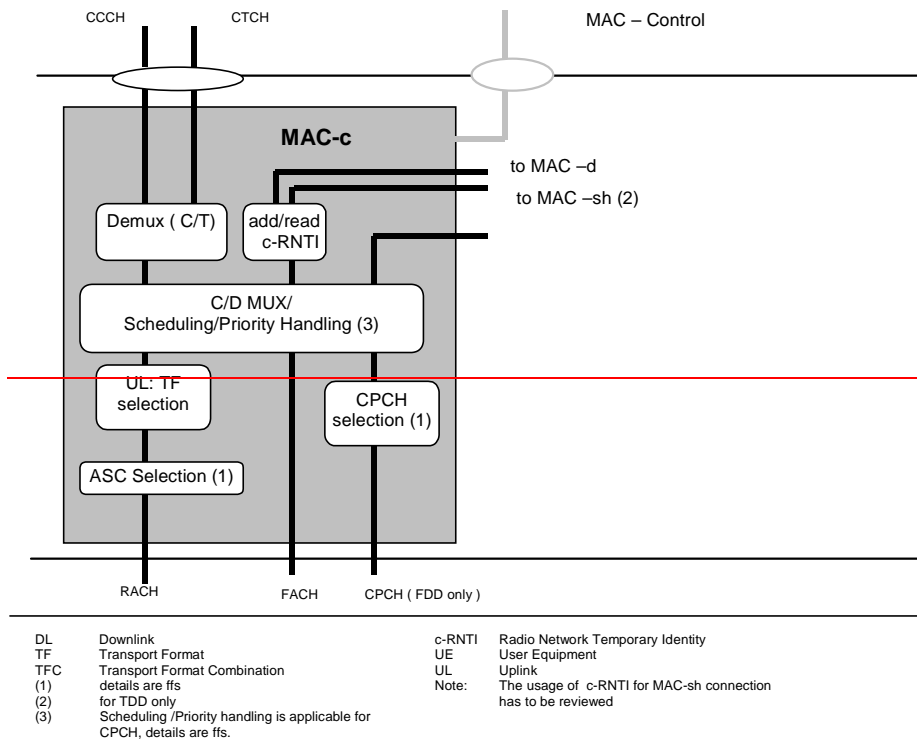 CCCH
CTCH
MAC – Control
MAC-c
to MAC –d
to MAC –sh (2)
Demux ( C/T)
add/read
c-RNTI
C/D MUX/
Scheduling/Priority Handling (3)
UL: TF
selection
CPCH
selection (1)
ASC Selection (1)
RACH
FACH
CPCH ( FDD only )
DL Downlink
TF Transport Format
TFC Transport Format Combination
(1) details are ffs
(2) for TDD only
(3) Scheduling /Priority handling is applicable for
CPCH, details are ffs.
c-RNTI Radio Network Temporary Identity
UE User Equipment
UL Uplink
Note: The usage of c-RNTI for MAC-sh connection
has to be reviewed